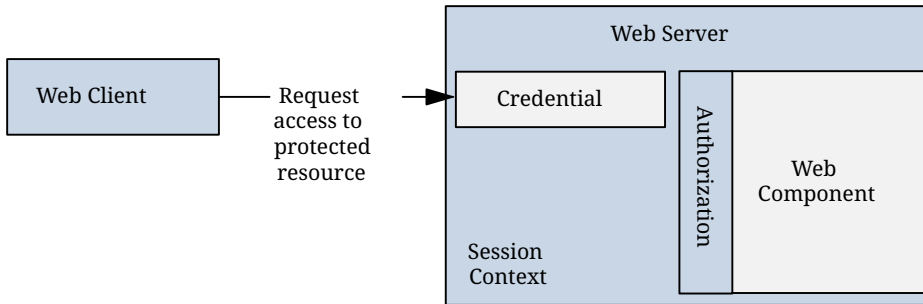 Web Server
Web Client
Request
access to
protected
resource
Credential
Authorization
Web
Component
Session
Context